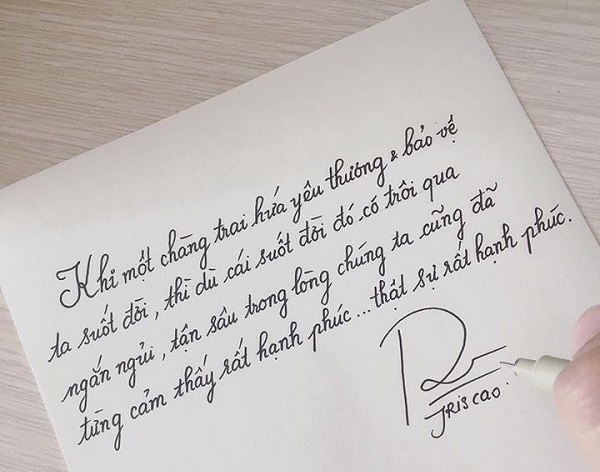 Khi một chàng trai hứa yêu thương & bảo vệ
ta suốt đời, thì dù cái suốt đời đó có trôi qua
ngắn ngủi, tận sâu trong lòng chúng ta cũng đã
từng cảm thấy rất hạnh phúc... thật sự rất hạnh phúc.
JRIS CAO.